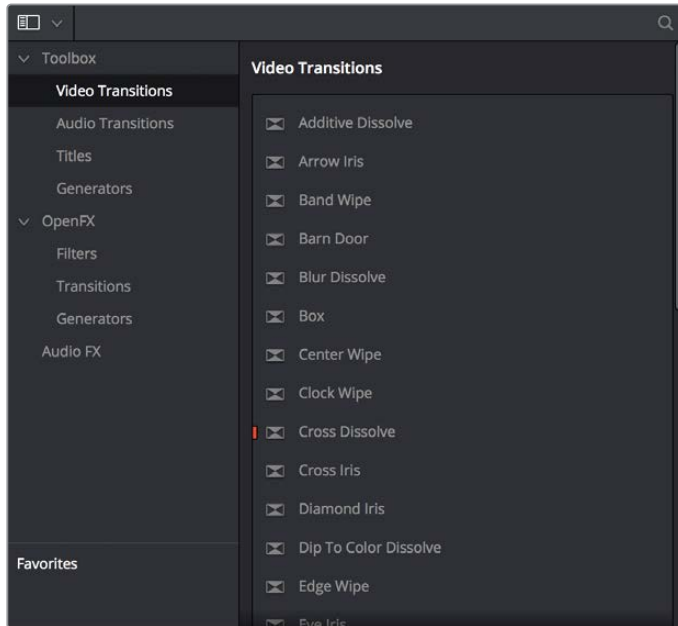 Toolbox
Video Transitions
Audio Transitions
Titles
Generators
OpenFX
Filters
Transitions
Generators
Audio FX
Favorites
Video Transitions
Additive Dissolve
Arrow Iris
Band Wipe
Barn Door
Blur Dissolve
Box
Center Wipe
Clock Wipe
Cross Dissolve
Cross Iris
Diamond Iris
Dip To Color Dissolve
Edge Wipe
Eye Iris